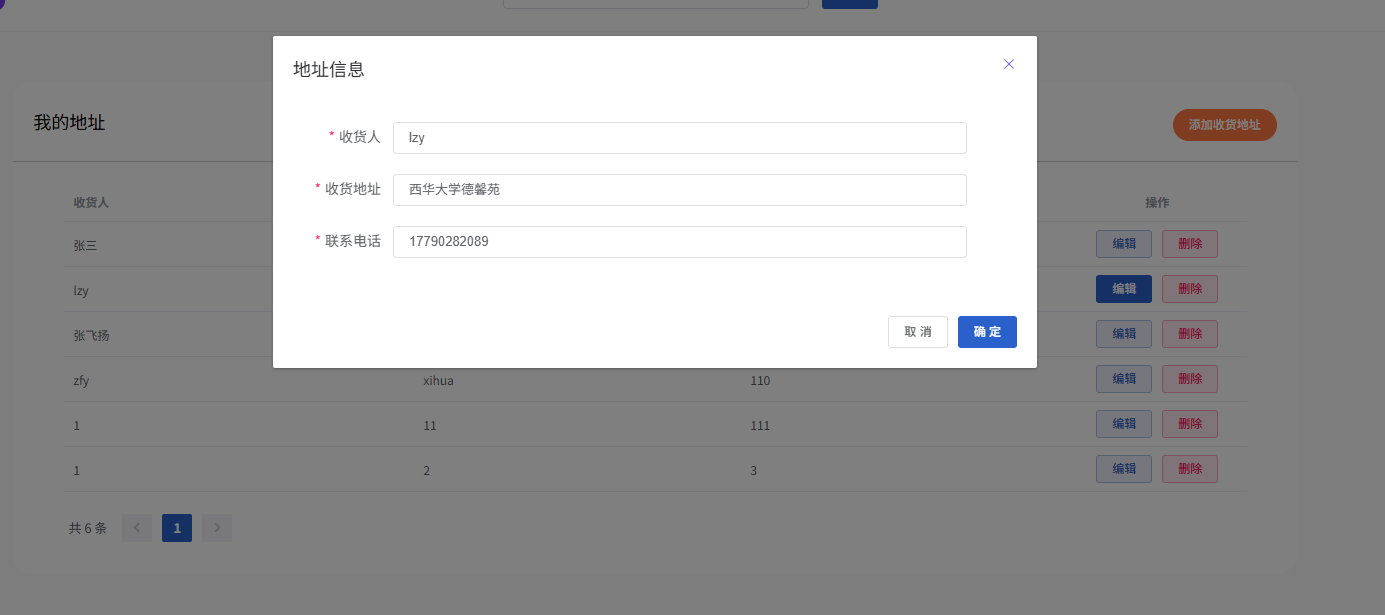 地址信息
* 收货人 lzy
* 收货地址 西华大学德馨苑
* 联系电话 17790282089
取 消 确 定
我的地址 添加收货地址
收货人 操作
张三 编辑 删除
lzy 编辑 删除
张飞扬 编辑 删除
zfy xihua 110 编辑 删除
1 11 111 编辑 删除
1 2 3 编辑 删除
共 6 条 1